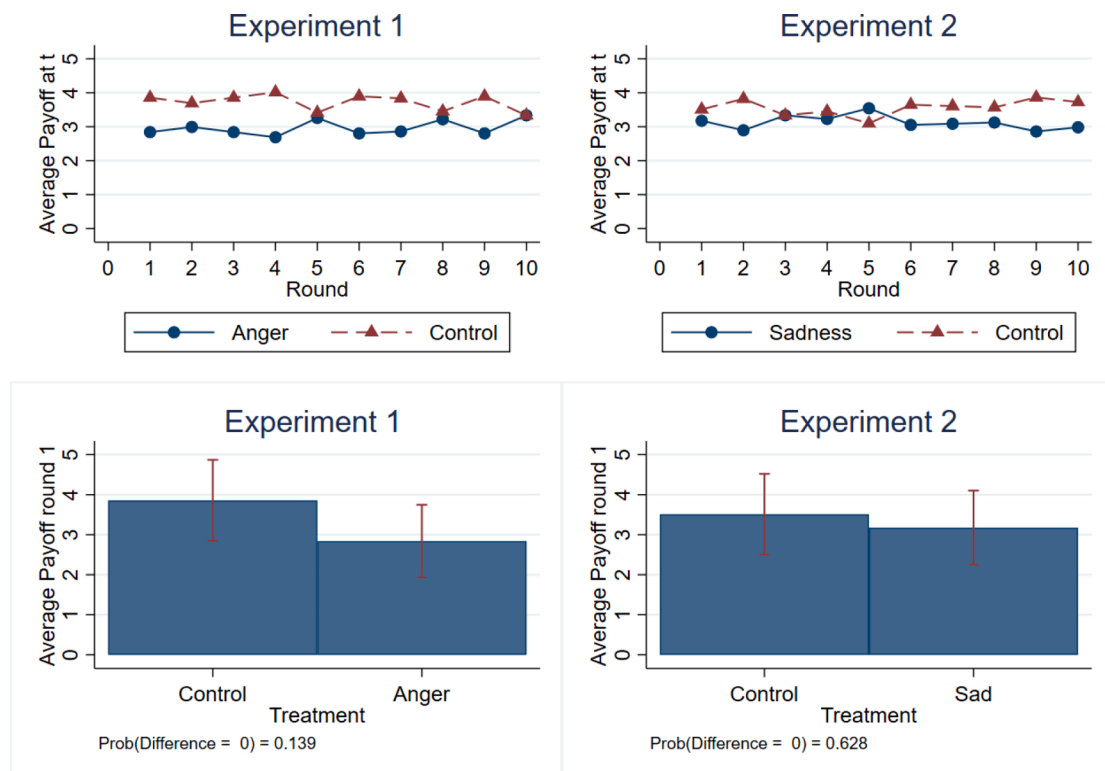 Experiment 1
Average Payoff at t
5
4
3
2
1
0
0 1 2 3 4 5 6 7 8 9 10
Round
Anger Control
Experiment 2
Average Payoff at t
5
4
3
2
1
0
0 1 2 3 4 5 6 7 8 9 10
Round
Sadness Control
Experiment 1
Average Payoff round 1
5
4
3
2
1
0
Control Anger
Treatment
Prob(Difference = 0) = 0.139
Experiment 2
Average Payoff round 1
5
4
3
2
1
0
Control Sad
Treatment
Prob(Difference = 0) = 0.628